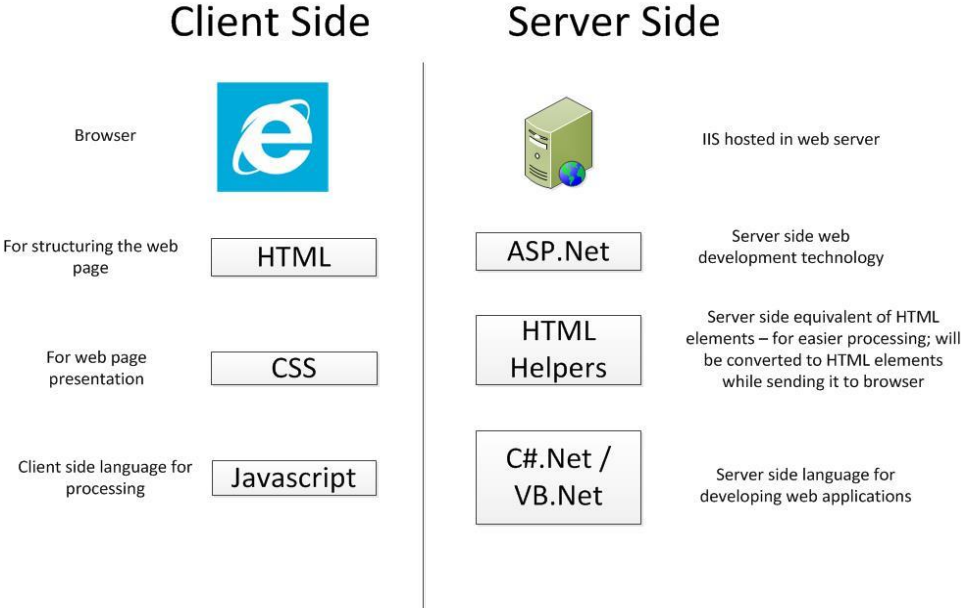 Client Side
Server Side
Browser
IIS hosted in web server
For structuring the web
page
HTML
ASP.Net
Server side web
development technology
For web page
presentation
CSS
HTML
Helpers
Server side equivalent of HTML
elements – for easier processing; will
be converted to HTML elements
while sending it to browser
Client side language for
processing
Javascript
C#.Net /
VB.Net
Server side language for
developing web applications